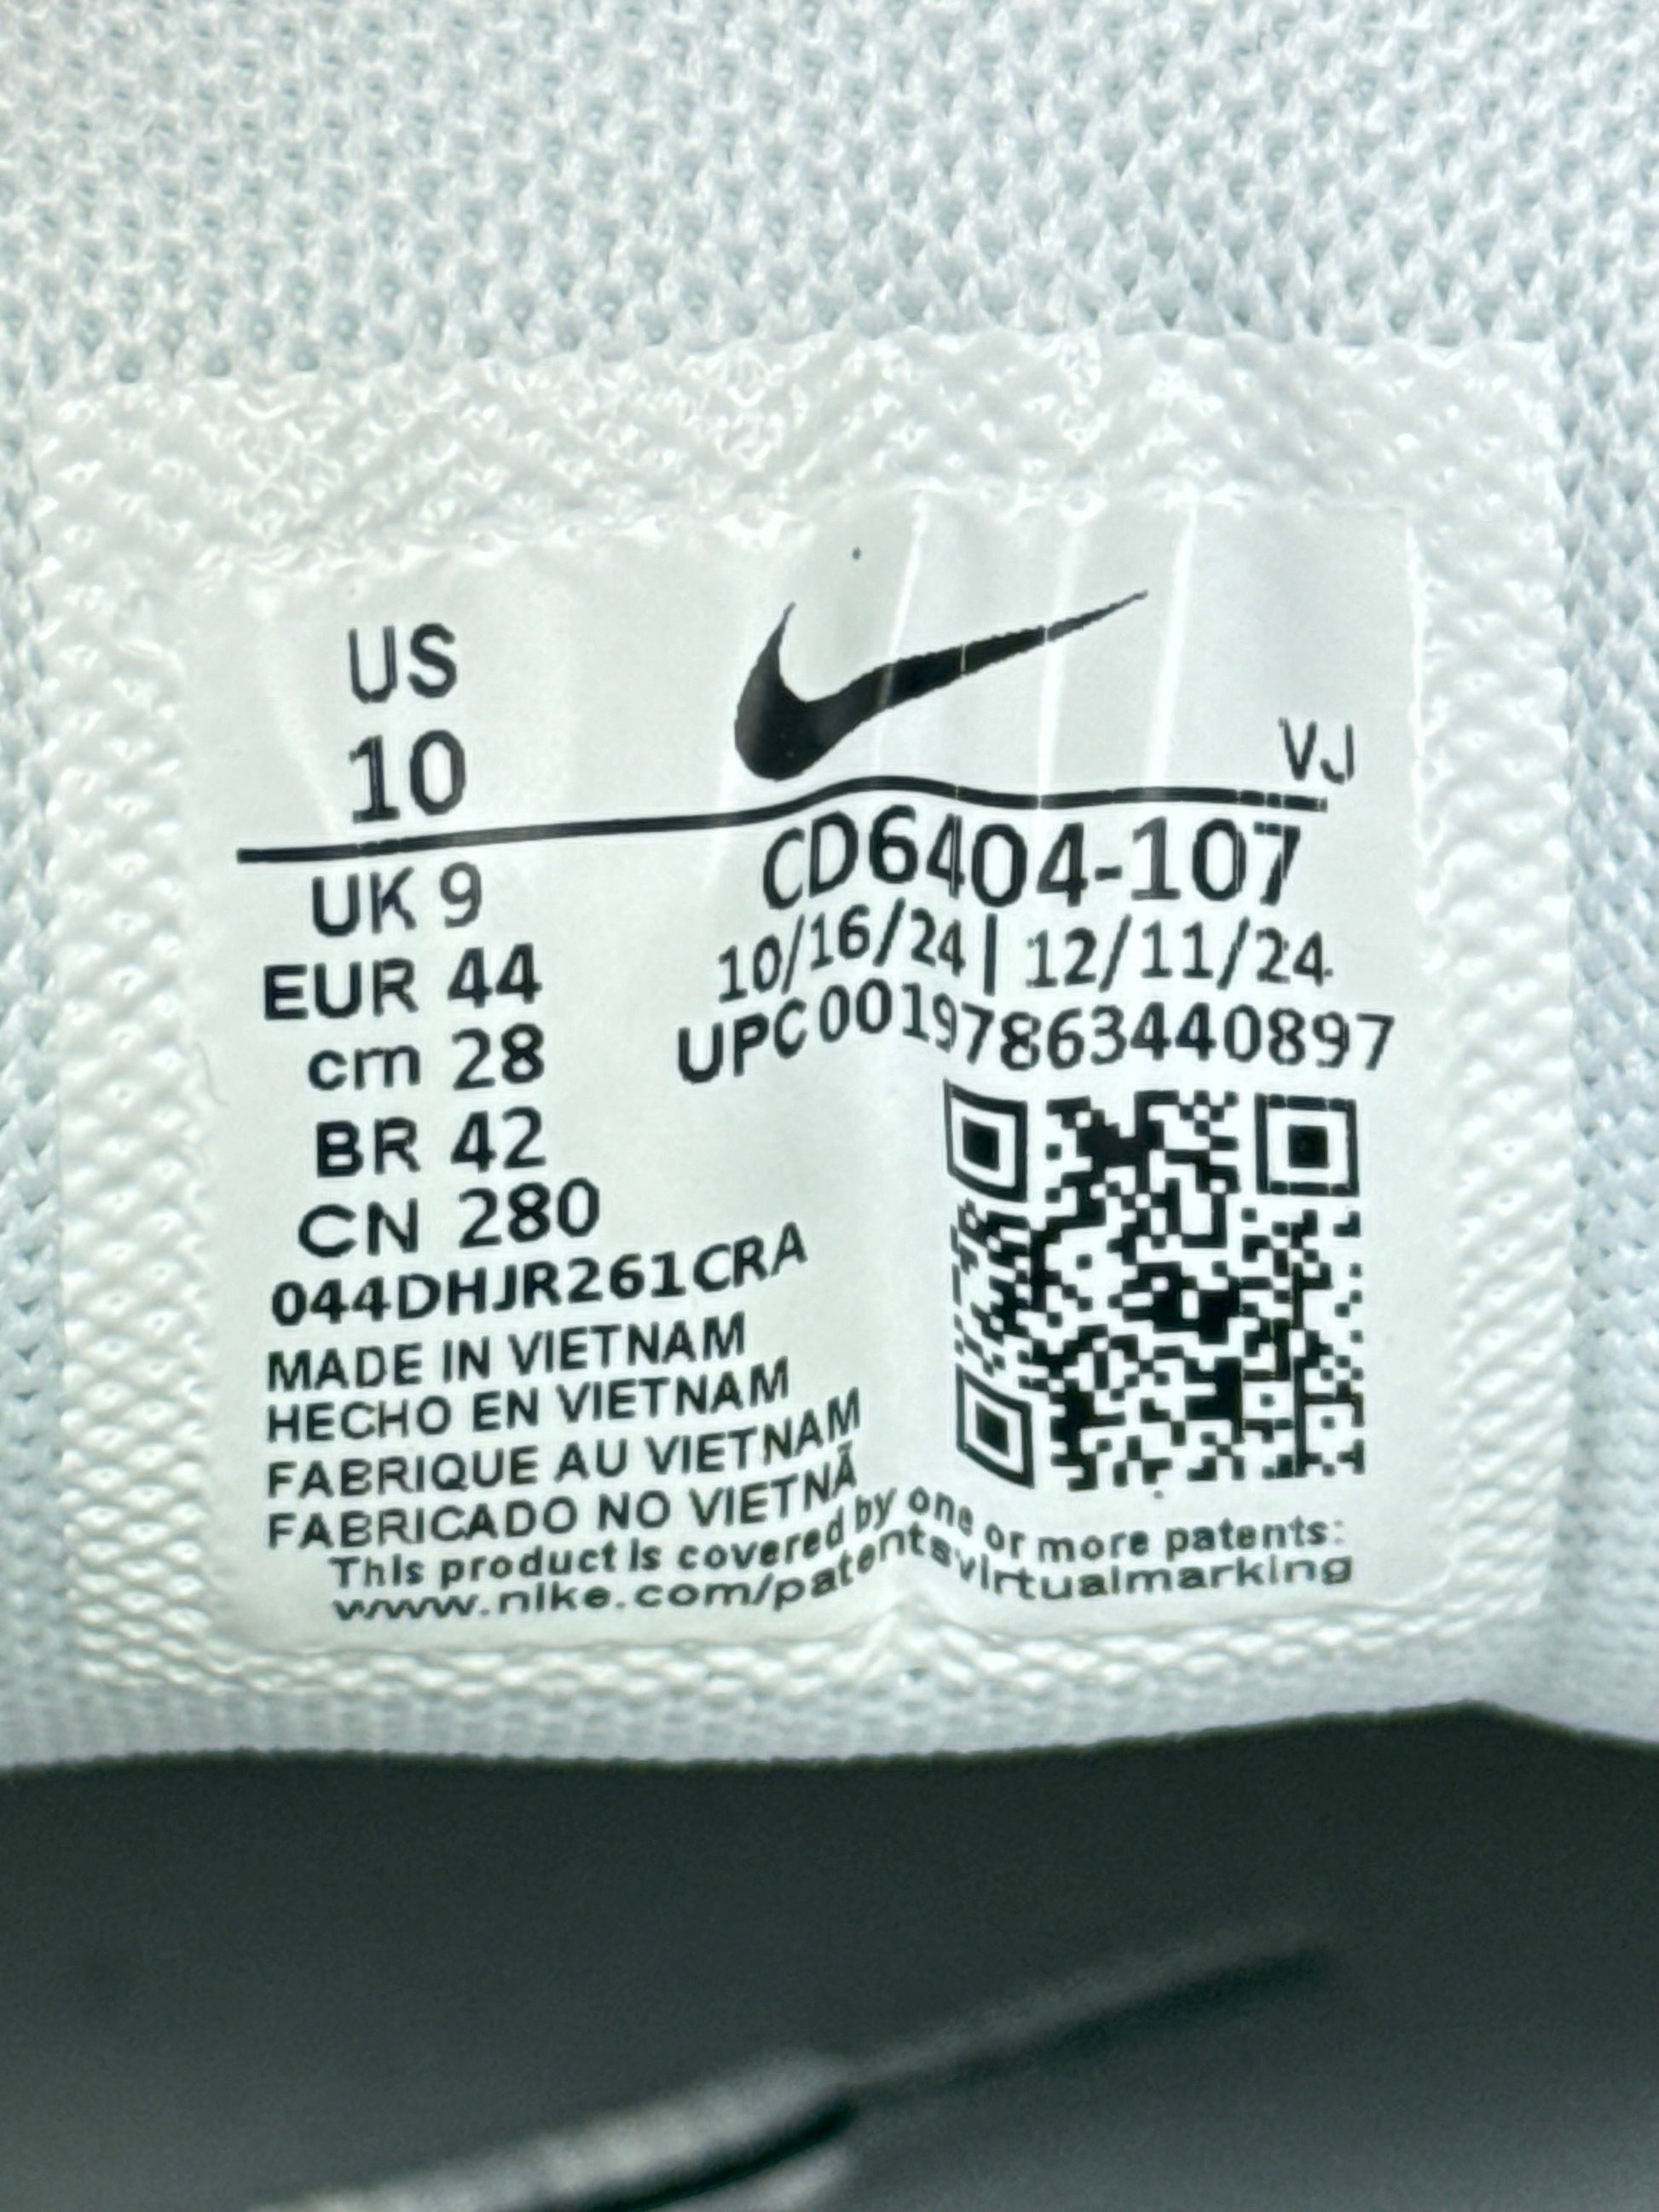 US
10
VJ
UK 9
EUR 44
cm 28
BR 42
CN 280
CD6404-107
10/16/24 | 12/11/24
UPC00197863440897
044DHJR261CRA
MADE IN VIETNAM
HECHO EN VIETNAM
FABRIQUE AU VIETNAM
FABRICADO NO VIETNÃ
This product is covered by one or more patents:
www.nike.com/patentsvirtualmarking